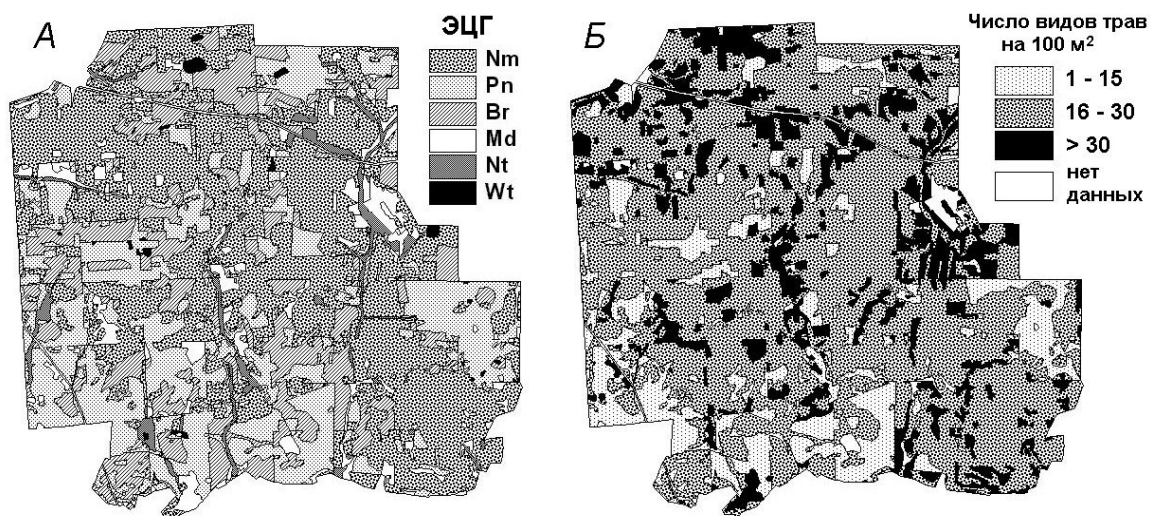 А
ЭЦГ
Nm
Pn
Br
Md
Nt
Wt
Б
Число видов трав
на 100 м²
1 - 15
16 - 30
> 30
нет
данных